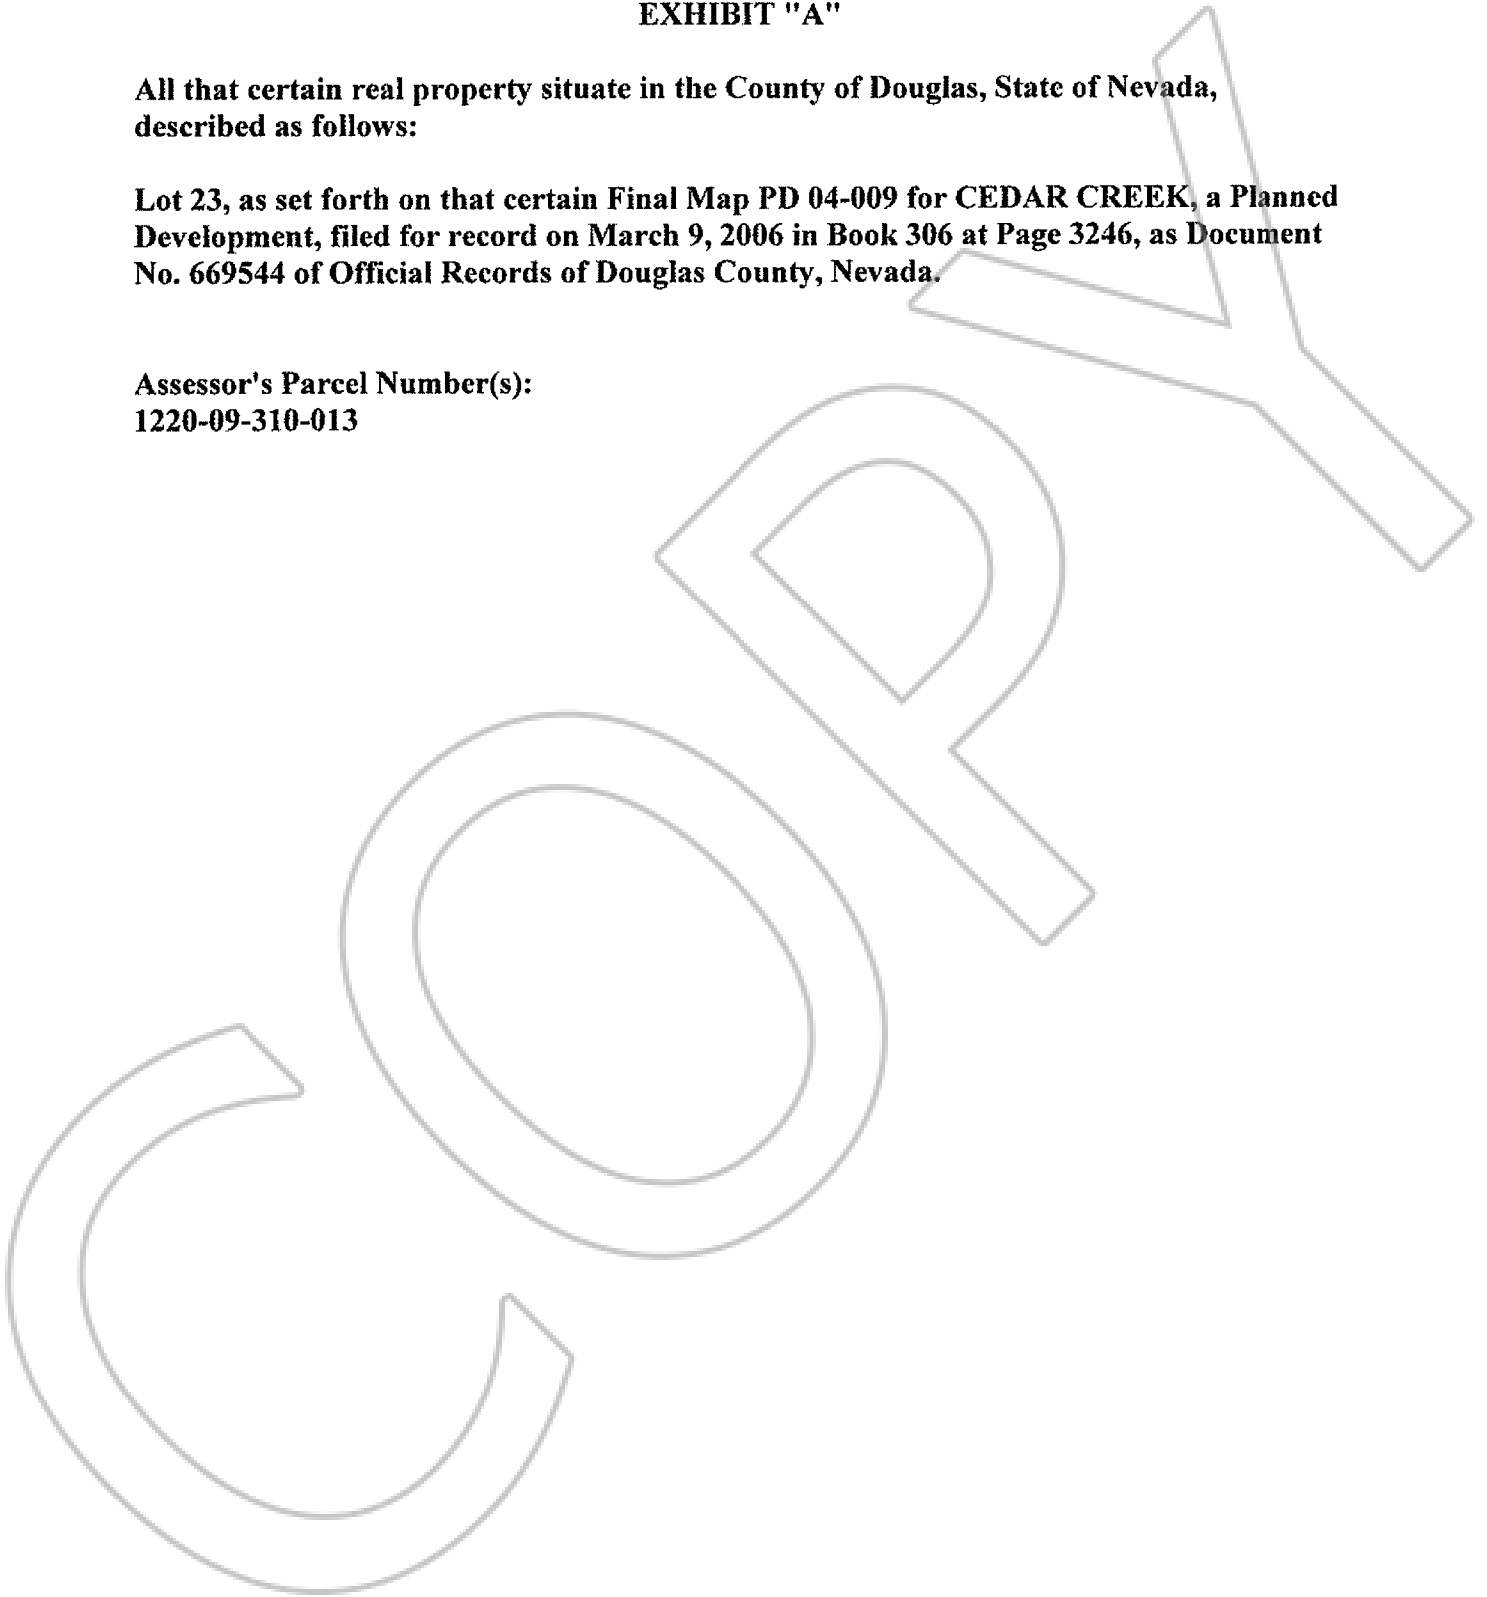 EXHIBIT "A"
All that certain real property situate in the County of Douglas, State of Nevada,
described as follows:
Lot 23, as set forth on that certain Final Map PD 04-009 for CEDAR CREEK, a Planned
Development, filed for record on March 9, 2006 in Book 306 at Page 3246, as Document
No. 669544 of Official Records of Douglas County, Nevada.
Assessor's Parcel Number(s):
1220-09-310-013
COPY